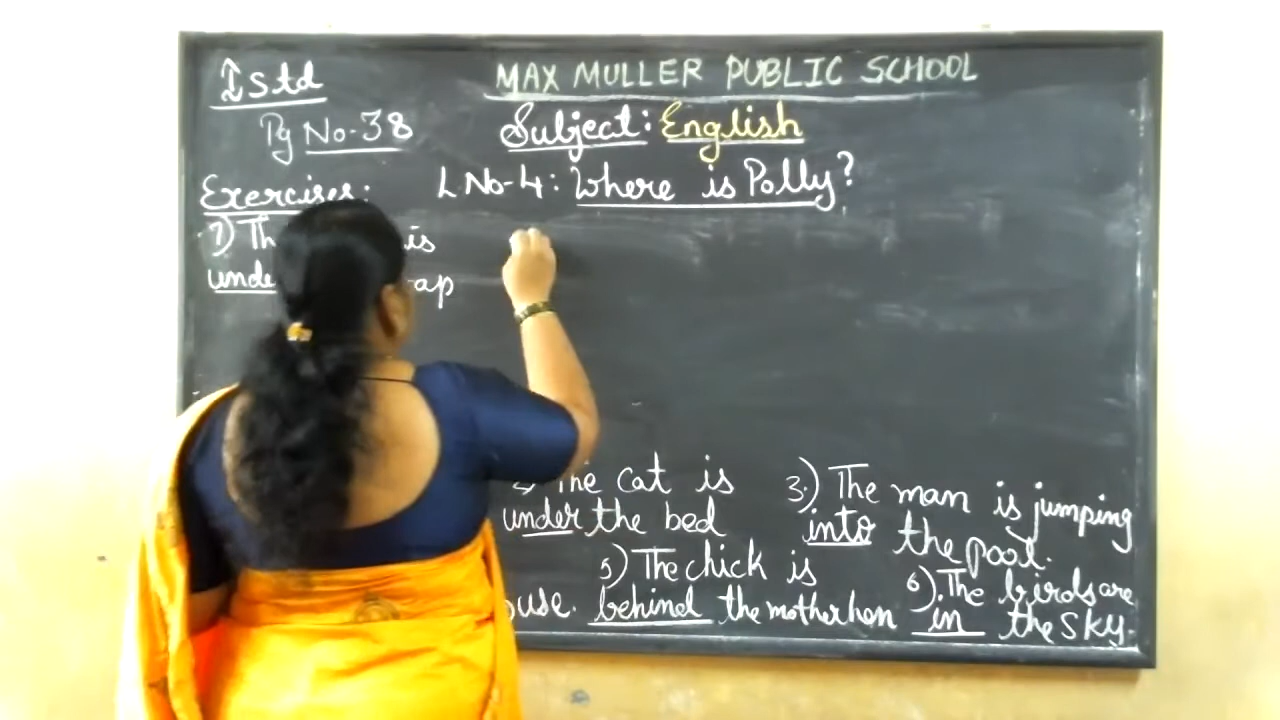 I Std
MAX MULLER PUBLIC SCHOOL
Pg No-38
Subject: English
Exercises:
L No-4: Where is Polly?
1) Th is
unde ap
The cat is
under the bed
3.) The man is jumping
into the pool.
5) The chick is
behind the mother hen
6). The birds are
in the sky.